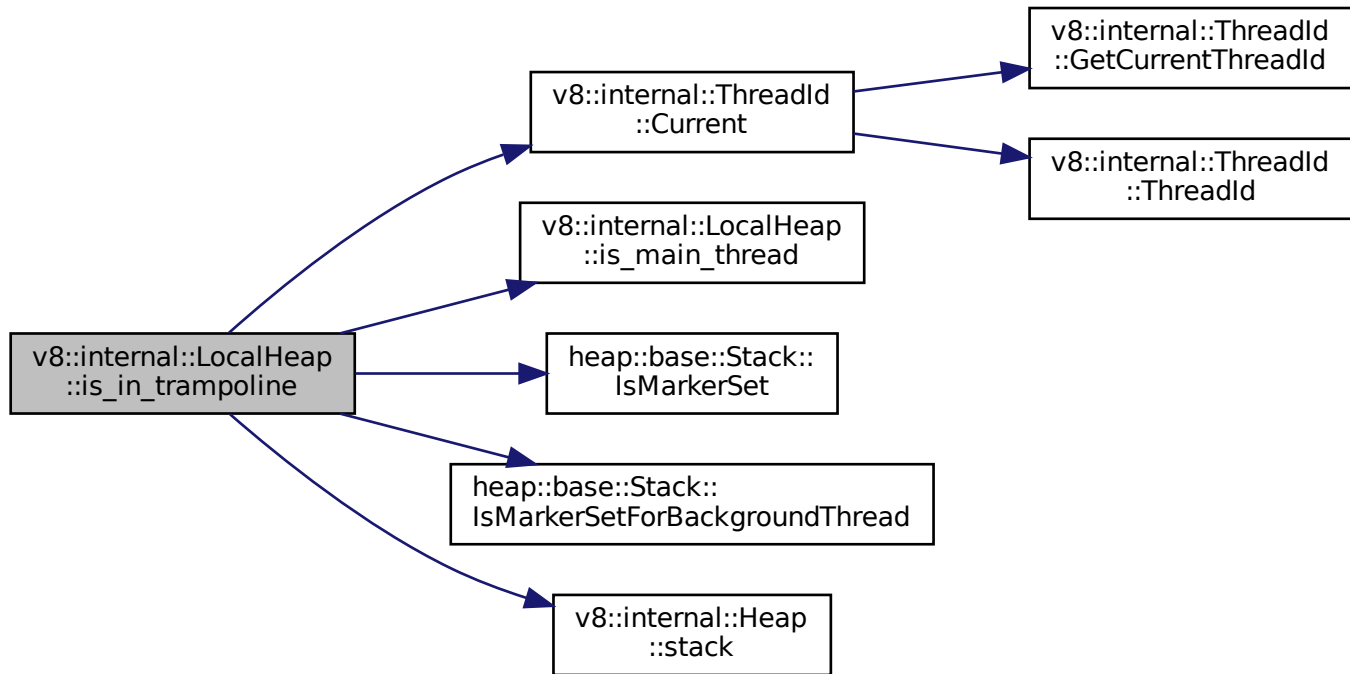 v8::internal::ThreadId
::GetCurrentThreadId
v8::internal::ThreadId
::Current
v8::internal::ThreadId
::ThreadId
v8::internal::LocalHeap
::is_main_thread
v8::internal::LocalHeap
::is_in_trampoline
heap::base::Stack::
IsMarkerSet
heap::base::Stack::
IsMarkerSetForBackgroundThread
v8::internal::Heap
::stack